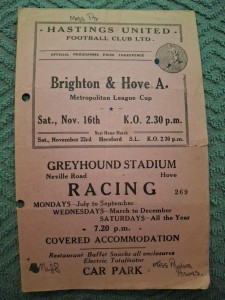 - HASTINGS UNITED -
FOOTBALL CLUB LTD.
OFFICIAL PROGRAMME PRICE THREEPENCE
Brighton & Hove A.
Metropolitan League Cup
Sat., Nov. 16th K.O. 2.30 p.m.
Next Home Match
Sat., November 23rd Hereford S.L. K.O. 2.30 p.m.
GREYHOUND STADIUM
Neville Road Hove
RACING 269
MONDAYS—July to September
WEDNESDAYS—March to December
SATURDAYS—All the Year
7.20 p.m.
COVERED ACCOMMODATION
Restaurant Buffet Snacks all enclosures
Electric Totalisator
CAR PARK